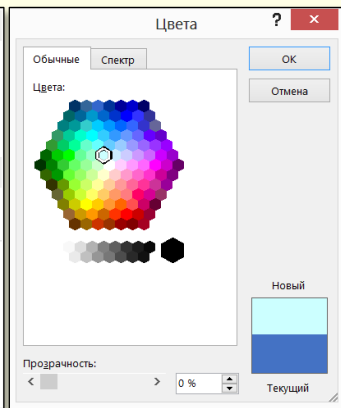 Цвета ? ×
Обычные Спектр
ОК
Отмена
Цвета:
Новый
Текущий
Прозрачность:
0 %